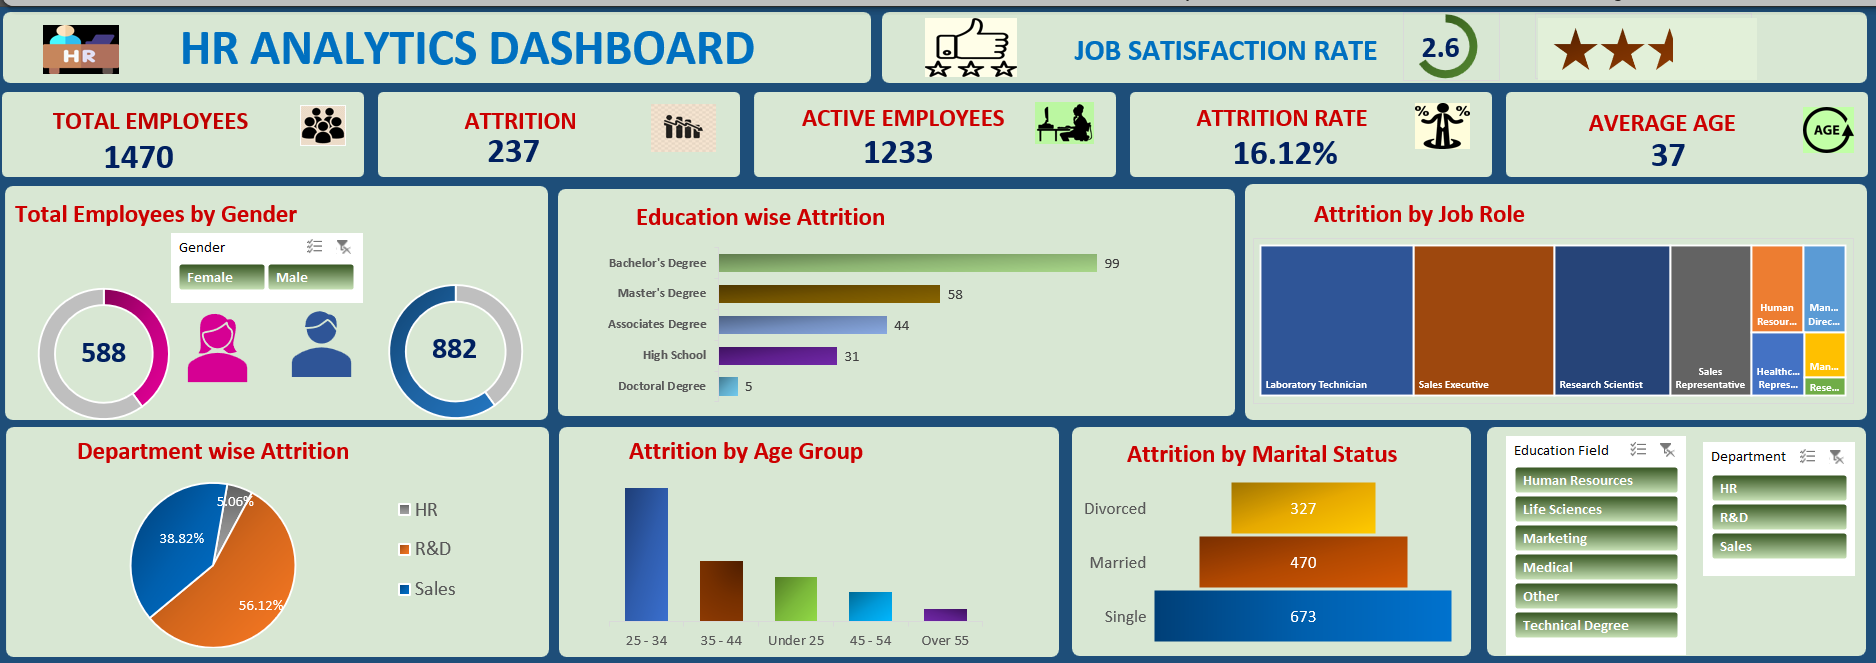 HR
HR ANALYTICS DASHBOARD
JOB SATISFACTION RATE
2.6
TOTAL EMPLOYEES
1470
ATTRITION
237
ACTIVE EMPLOYEES
1233
ATTRITION RATE
16.12%
% %
AVERAGE AGE
37
AGE
Total Employees by Gender
Gender
Female
Male
588
882
Education wise Attrition
Bachelor's Degree
99
Master's Degree
58
Associates Degree
44
High School
31
Doctoral Degree
5
Attrition by Job Role
Laboratory Technician
Sales Executive
Research Scientist
Sales
Representative
Human
Resour...
Man...
Direc...
Healthc...
Repres...
Man...
Rese...
Department wise Attrition
5.06%
38.82%
56.12%
HR
R&D
Sales
Attrition by Age Group
25 - 34
35 - 44
Under 25
45 - 54
Over 55
Attrition by Marital Status
Divorced
327
Married
470
Single
673
Education Field
Human Resources
Life Sciences
Marketing
Medical
Other
Technical Degree
Department
HR
R&D
Sales